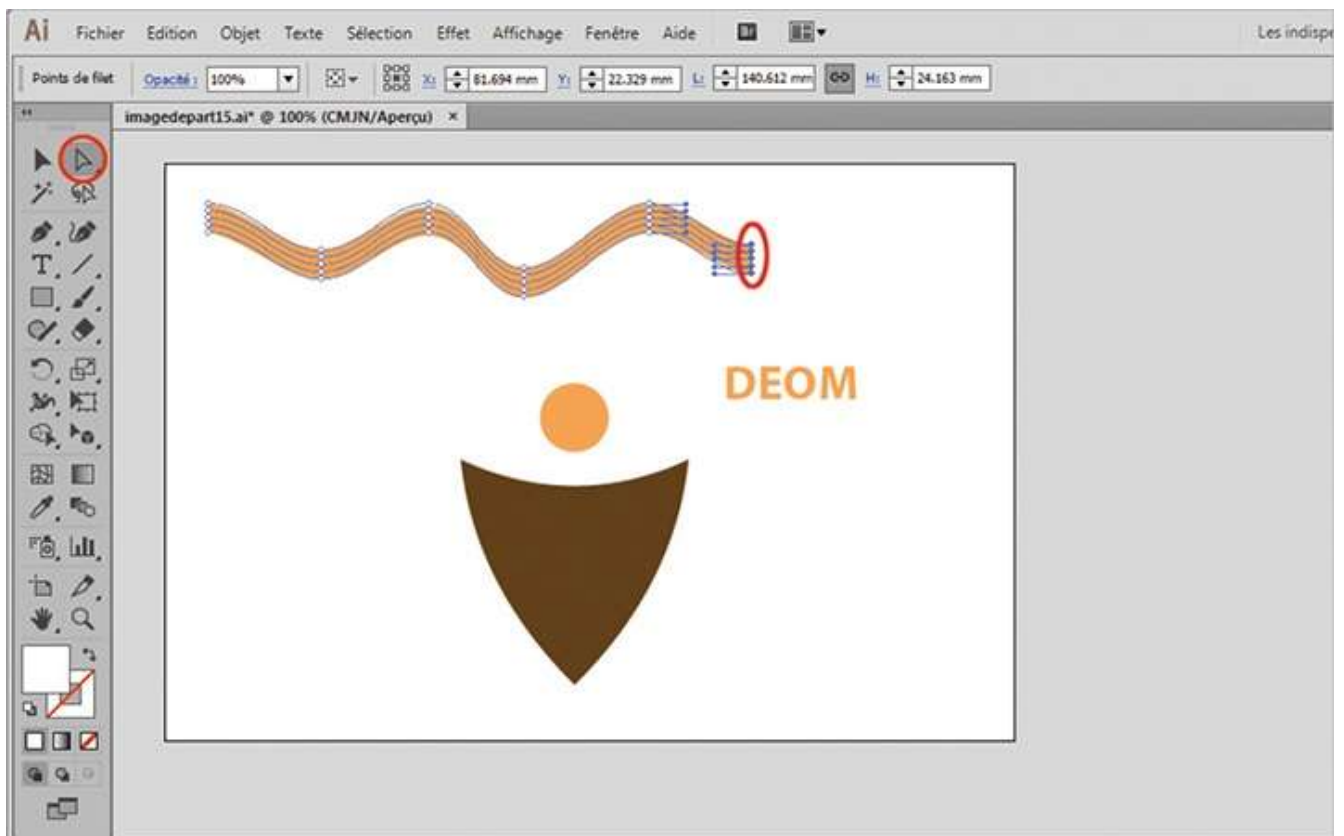 Ai Fichier Edition Objet Texte Sélection Effet Affichage Fenêtre Aide Br Les indispe
Points de filet Opacité : 100% X: 81.694 mm Y: 22.329 mm L: 140.612 mm H: 24.163 mm
imagedepart15.ai* @ 100% (CMJN/Aperçu) ×
DEOM